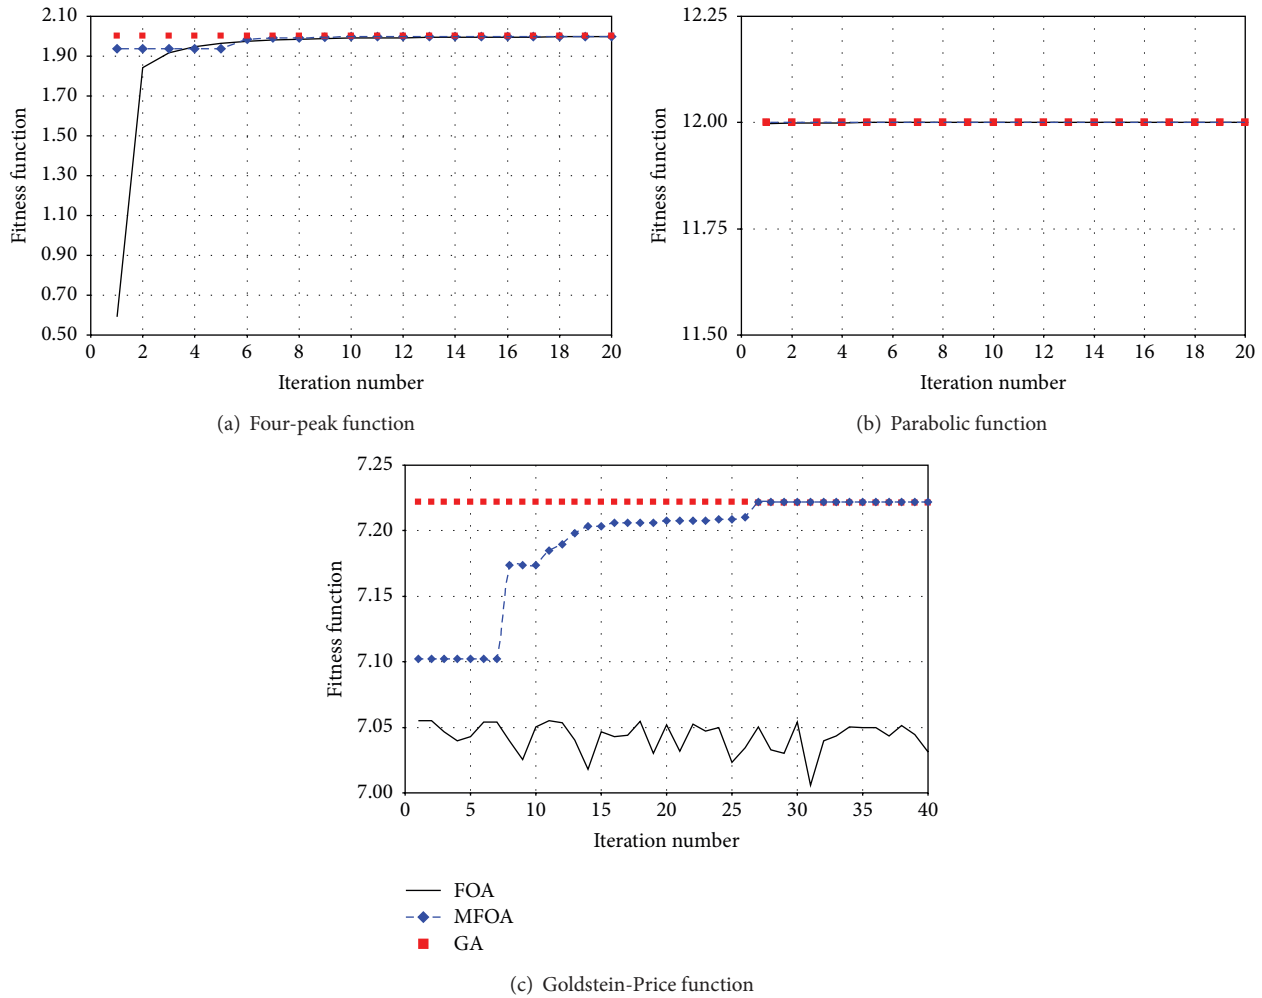 2.10
1.90
1.70
1.50
1.30
1.10
0.90
0.70
0.50
0 2 4 6 8 10 12 14 16 18 20
Fitness function
Iteration number
(a) Four-peak function
12.25
12.00
11.75
11.50
0 2 4 6 8 10 12 14 16 18 20
Fitness function
Iteration number
(b) Parabolic function
7.25
7.20
7.15
7.10
7.05
7.00
0 5 10 15 20 25 30 35 40
Fitness function
Iteration number
FOA
MFOA
GA
(c) Goldstein-Price function